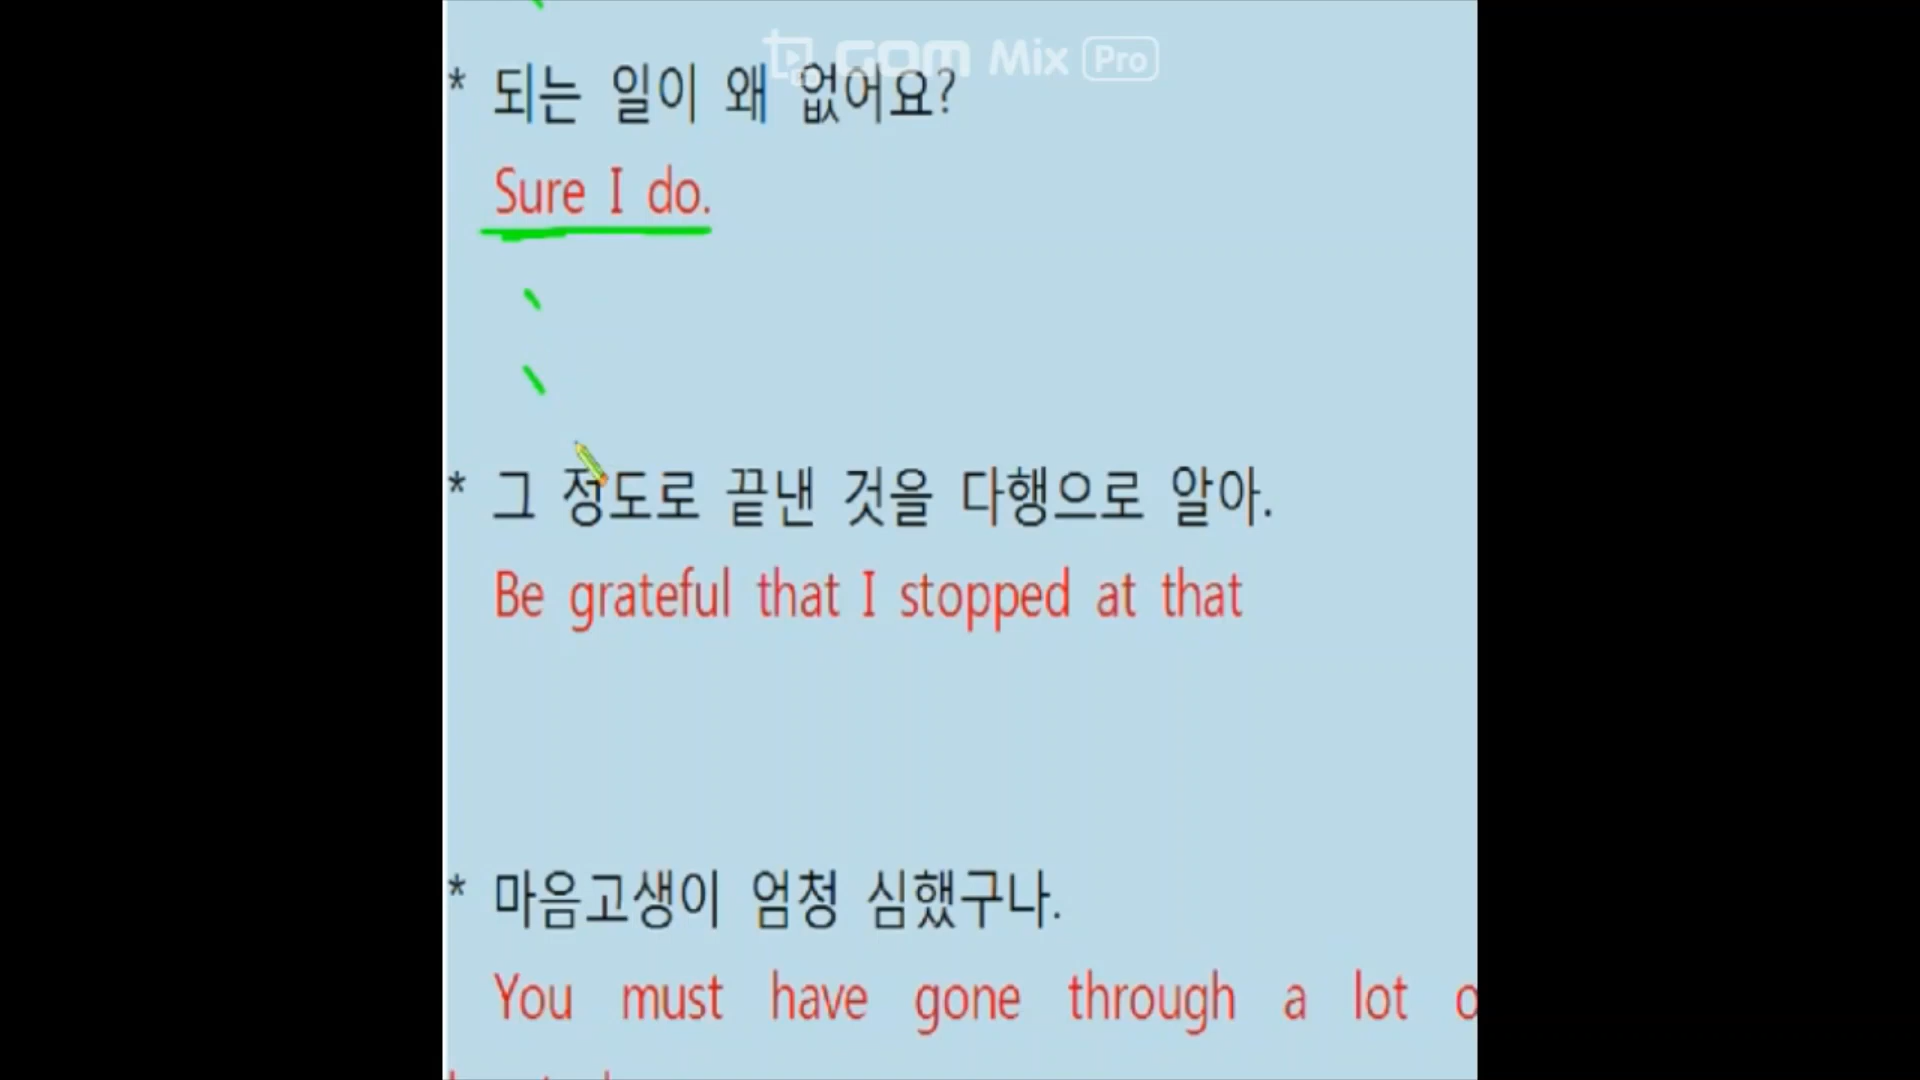 GOM Mix Pro
* 되는 일이 왜 없어요?
Sure I do.
* 그 정도로 끝낸 것을 다행으로 알아.
Be grateful that I stopped at that
* 마음고생이 엄청 심했구나.
You must have gone through a lot